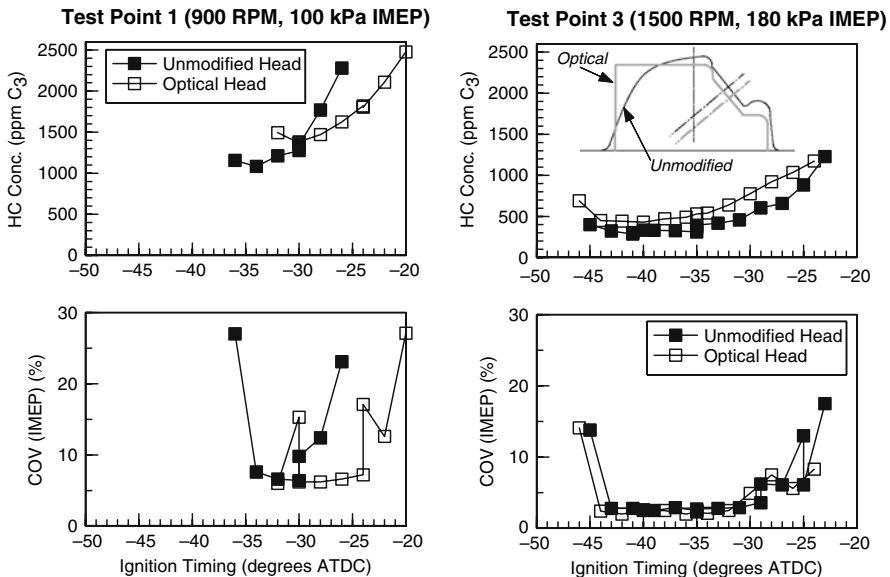 Test Point 1 (900 RPM, 100 kPa IMEP)
Test Point 3 (1500 RPM, 180 kPa IMEP)
HC Conc. (ppm C3)
2500
2000
1500
1000
500
0
Unmodified Head
Optical Head
−50 −45 −40 −35 −30 −25 −20
HC Conc. (ppm C3)
2500
2000
1500
1000
500
0
Optical
Unmodified
−50 −45 −40 −35 −30 −25 −20
COV (IMEP) (%)
30
20
10
0
−50 −45 −40 −35 −30 −25 −20
Ignition Timing (degrees ATDC)
COV (IMEP) (%)
30
20
10
0
Unmodified Head
Optical Head
−50 −45 −40 −35 −30 −25 −20
Ignition Timing (degrees ATDC)